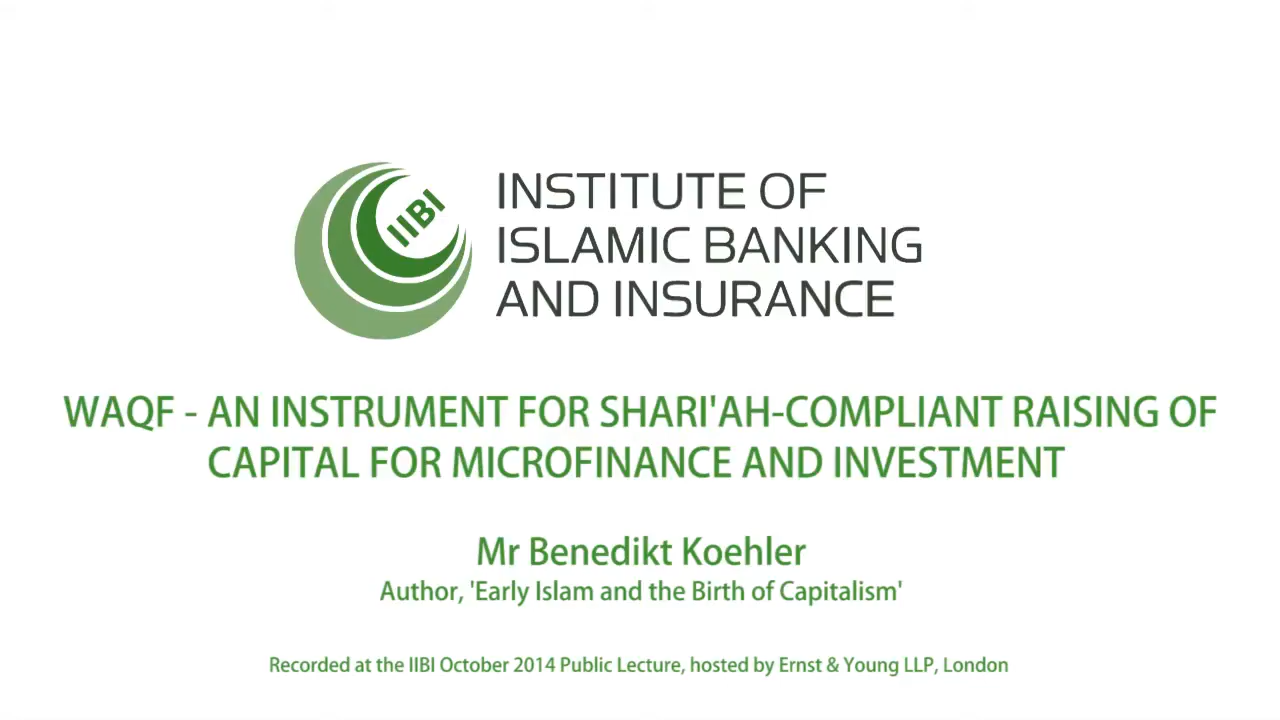 IIBI
INSTITUTE OF
ISLAMIC BANKING
AND INSURANCE
WAQF - AN INSTRUMENT FOR SHARI'AH-COMPLIANT RAISING OF
CAPITAL FOR MICROFINANCE AND INVESTMENT
Mr Benedikt Koehler
Author, 'Early Islam and the Birth of Capitalism'
Recorded at the IIBI October 2014 Public Lecture, hosted by Ernst & Young LLP, London